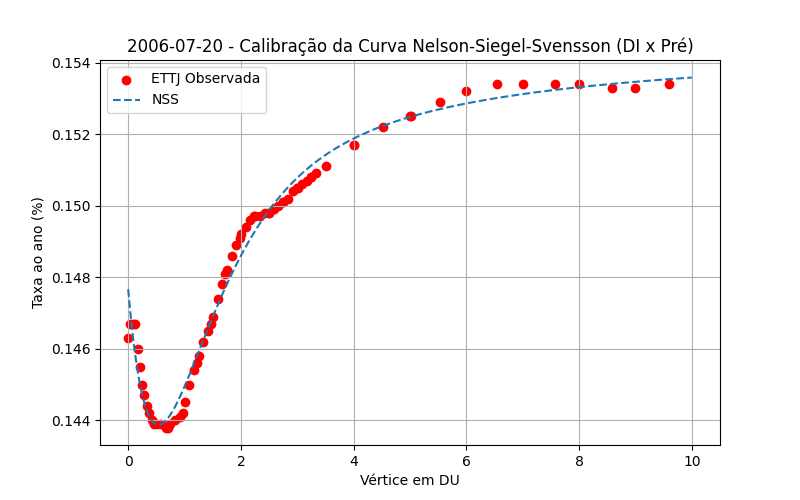 2006-07-20 - Calibração da Curva Nelson-Siegel-Svensson (DI x Pré)
ETTJ Observada
NSS
Taxa ao ano (%)
0.154
0.152
0.150
0.148
0.146
0.144
0 2 4 6 8 10
Vértice em DU